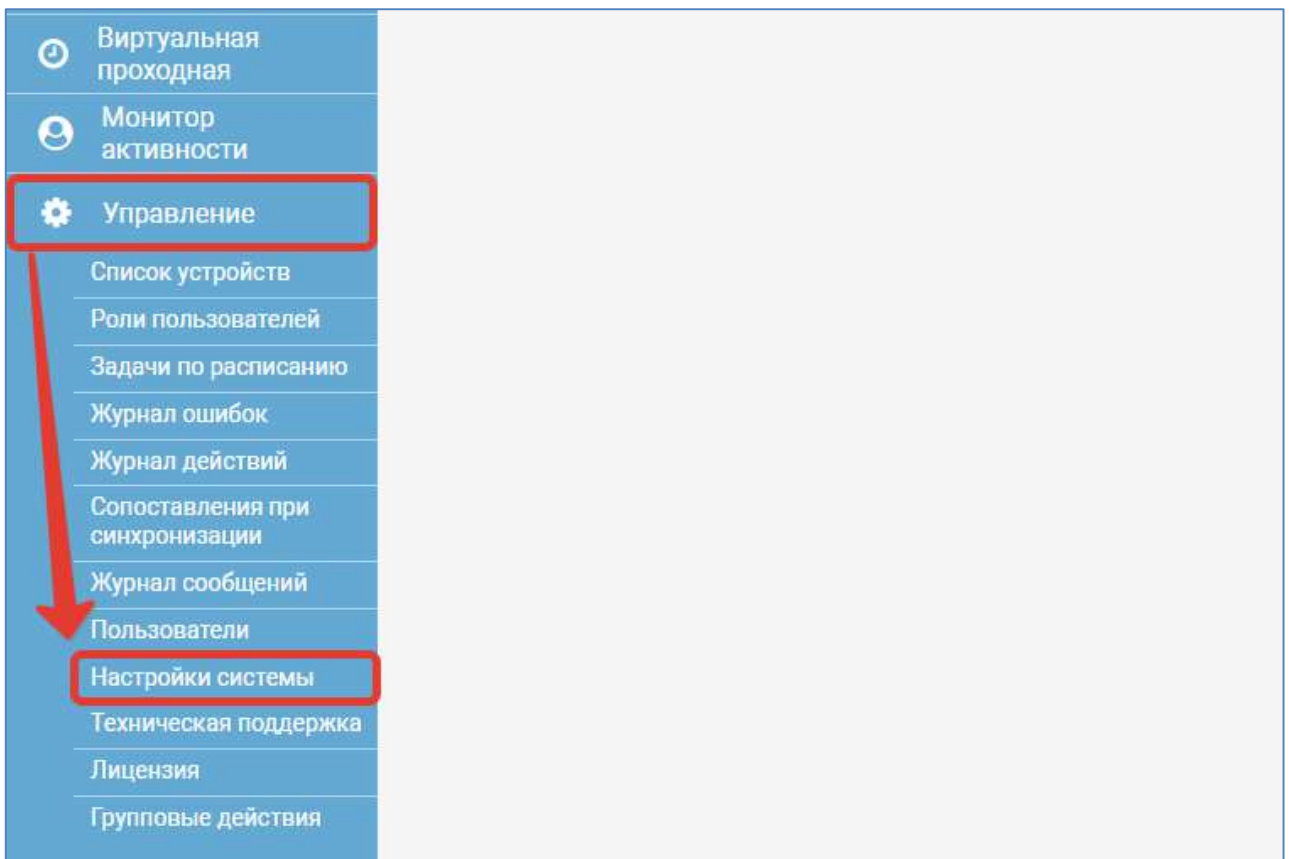 Виртуальная
проходная
Монитор
активности
Управление
Список устройств
Роли пользователей
Задачи по расписанию
Журнал ошибок
Журнал действий
Сопоставления при
синхронизации
Журнал сообщений
Пользователи
Настройки системы
Техническая поддержка
Лицензия
Групповые действия